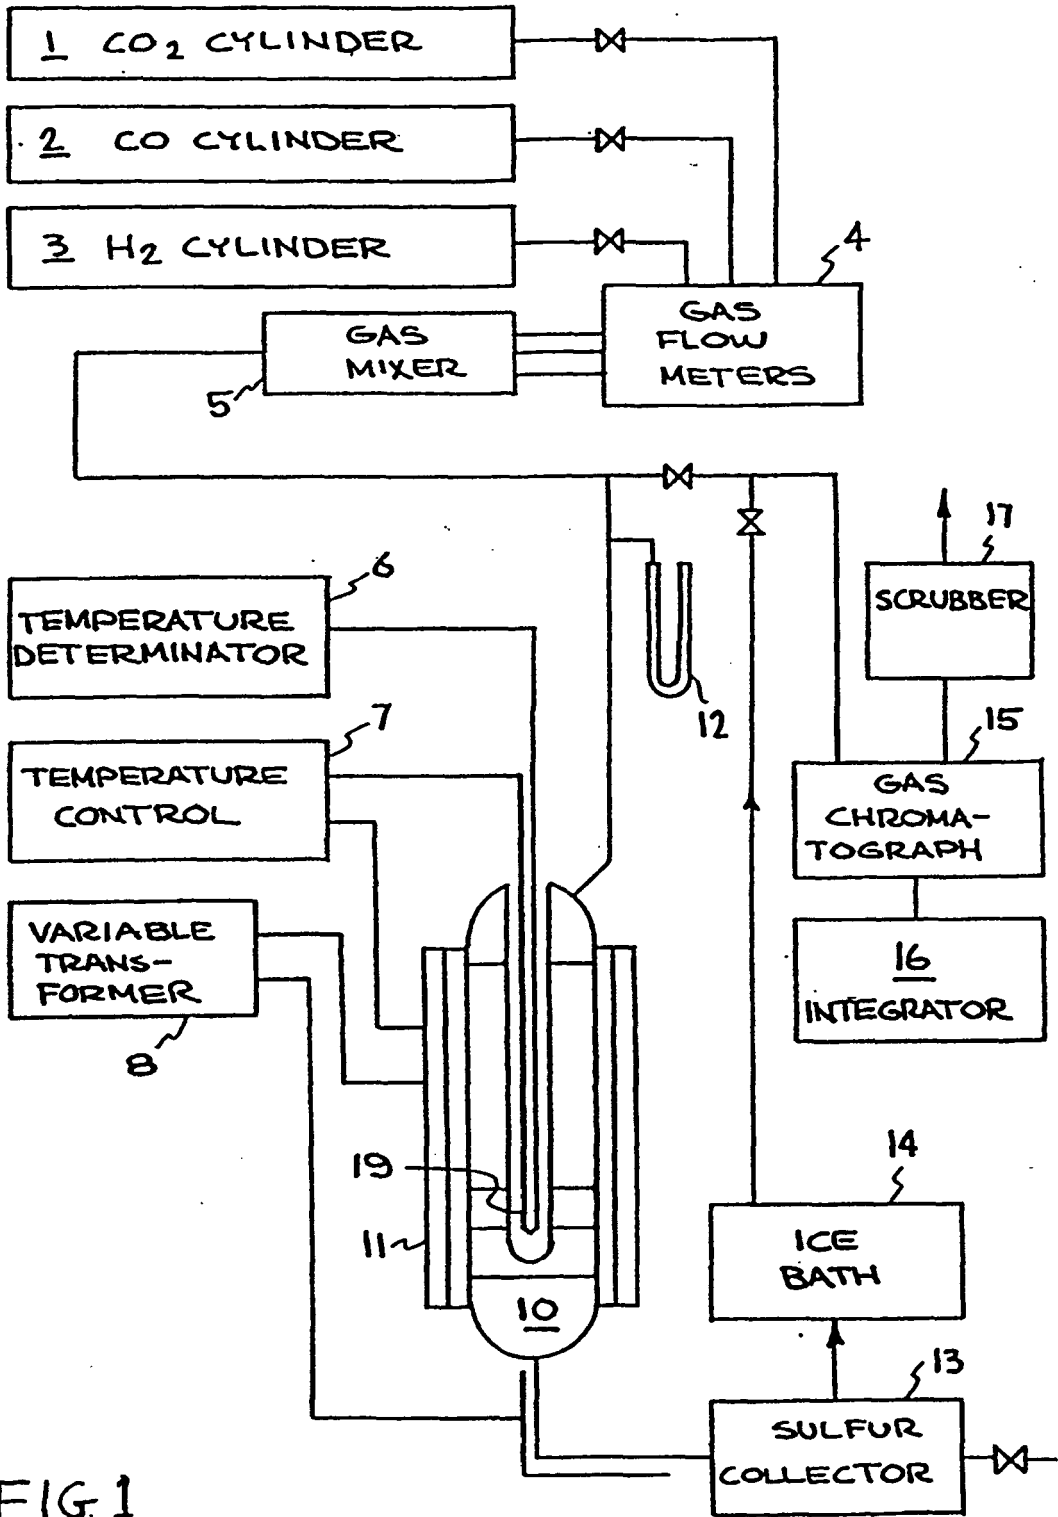 1 CO2 CYLINDER
2 CO CYLINDER
3 H2 CYLINDER
4
GAS
FLOW
METERS
GAS
MIXER
5
6
TEMPERATURE
DETERMINATOR
7
TEMPERATURE
CONTROL
VARIABLE
TRANS-
FORMER
8
12
17
SCRUBBER
15
GAS
CHROMA-
TOGRAPH
16
INTEGRATOR
19
11
10
14
ICE
BATH
13
SULFUR
COLLECTOR
FIG. 1